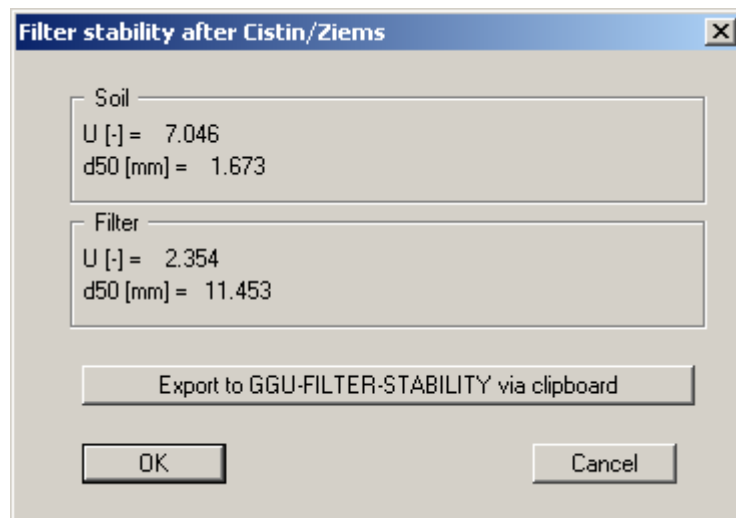 Filter stability after Cistin/Ziems
Soil
U [-] = 7.046
d50 [mm] = 1.673
Filter
U [-] = 2.354
d50 [mm] = 11.453
Export to GGU-FILTER-STABILITY via clipboard
OK
Cancel